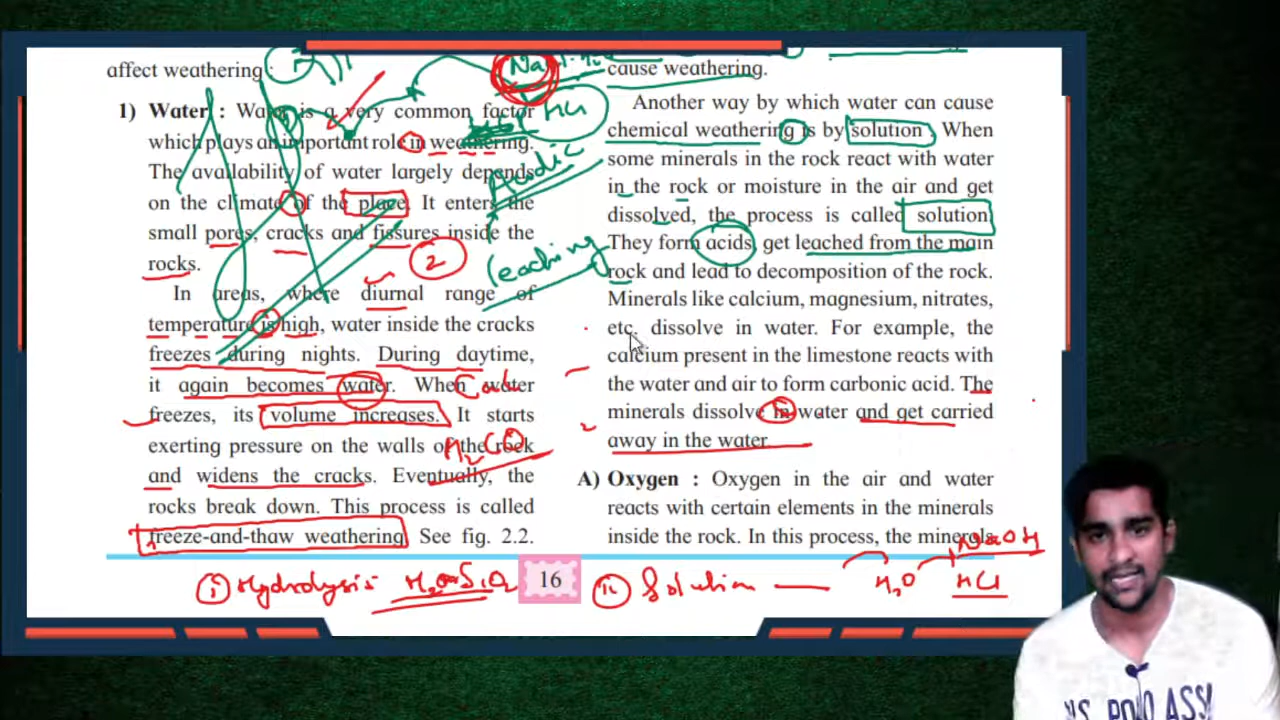 affect weathering :
1) Water : Water is a very common factor
which plays an important role in weathering.
The availability of water largely depends
on the climate of the place. It enters the
small pores, cracks and fissures inside the
rocks.
In areas, where diurnal range of
temperature is high, water inside the cracks
freezes during nights. During daytime,
it again becomes water. When water
freezes, its volume increases. It starts
exerting pressure on the walls of the rock
and widens the cracks. Eventually, the
rocks break down. This process is called
freeze-and-thaw weathering. See fig. 2.2.
Na
HCl
Acidic
2
Leaching
H2CO
cause weathering.
Another way by which water can cause
chemical weathering is by solution. When
some minerals in the rock react with water
in the rock or moisture in the air and get
dissolved, the process is called solution
They form acids, get leached from the main
rock and lead to decomposition of the rock.
Minerals like calcium, magnesium, nitrates,
etc. dissolve in water. For example, the
calcium present in the limestone reacts with
the water and air to form carbonic acid. The
minerals dissolve in water and get carried
away in the water
A) Oxygen : Oxygen in the air and water
reacts with certain elements in the minerals
inside the rock. In this process, the minerals
NaOH
i) Hydrolysis
16
ii) Solution — H2O HCl
U.S. POLO ASS